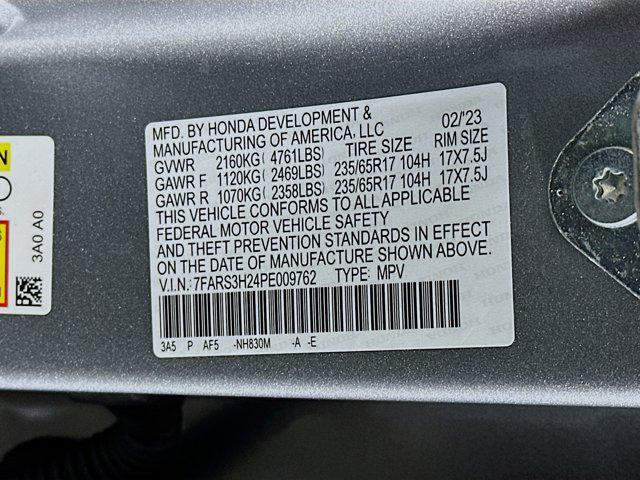 MFD. BY HONDA DEVELOPMENT & 02/'23
MANUFACTURING OF AMERICA, LLC
GVWR 2160KG( 4761LBS) TIRE SIZE RIM SIZE
GAWR F 1120KG( 2469LBS) 235/65R17 104H 17X7.5J
GAWR R 1070KG( 2358LBS) 235/65R17 104H 17X7.5J
THIS VEHICLE CONFORMS TO ALL APPLICABLE
FEDERAL MOTOR VEHICLE SAFETY
AND THEFT PREVENTION STANDARDS IN EFFECT
ON THE DATE OF MANUFACTURE SHOWN ABOVE.
V.I.N.: 7FARS3H24PE009762 TYPE: MPV
3A5 P AF5 -NH830M -A -E
3A0 A0